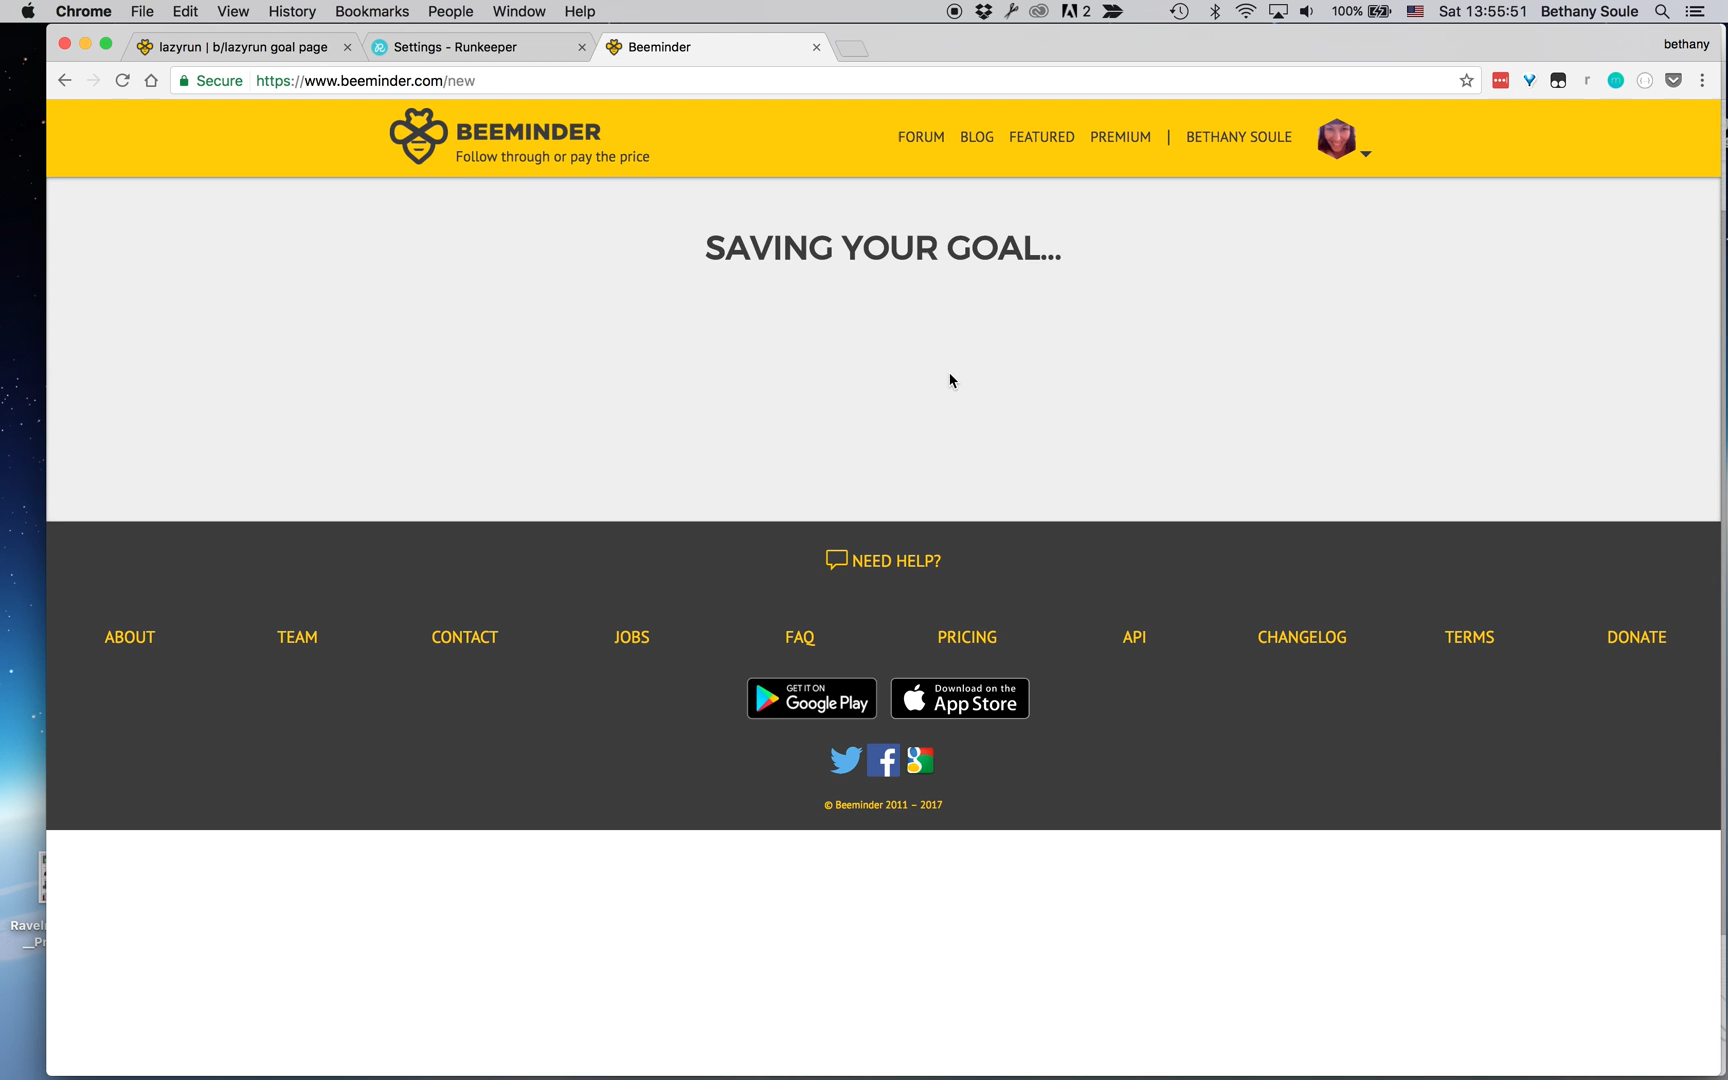 Chrome File Edit View History Bookmarks People Window Help 2 100% Sat 13:55:51 Bethany Soule
lazyrun | b/lazyrun goal page Settings - Runkeeper Beeminder bethany
Secure https://www.beeminder.com/new
BEEMINDER
Follow through or pay the price
FORUM BLOG FEATURED PREMIUM | BETHANY SOULE
SAVING YOUR GOAL...
NEED HELP?
ABOUT TEAM CONTACT JOBS FAQ PRICING API CHANGELOG TERMS DONATE
GET IT ON
Google Play
Download on the
App Store
© Beeminder 2011 – 2017